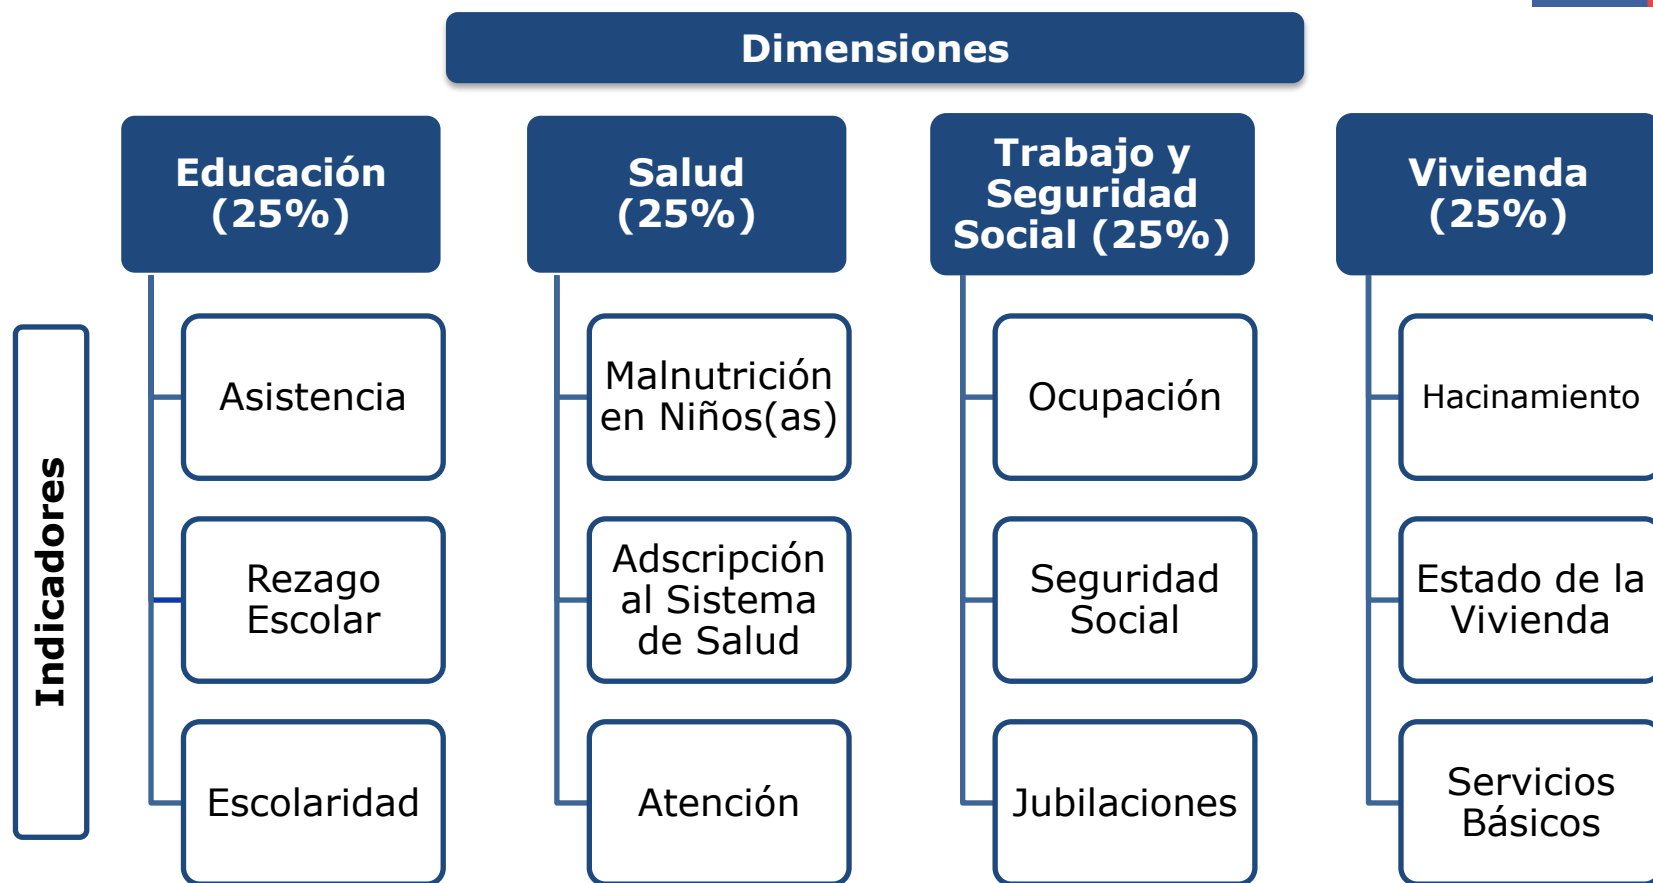 Dimensiones
Educación
(25%)
Salud
(25%)
Trabajo y
Seguridad
Social (25%)
Vivienda
(25%)
Indicadores
Asistencia
Malnutrición
en Niños(as)
Ocupación
Hacinamiento
Rezago
Escolar
Adscripción
al Sistema
de Salud
Seguridad
Social
Estado de la
Vivienda
Escolaridad
Atención
Jubilaciones
Servicios
Básicos